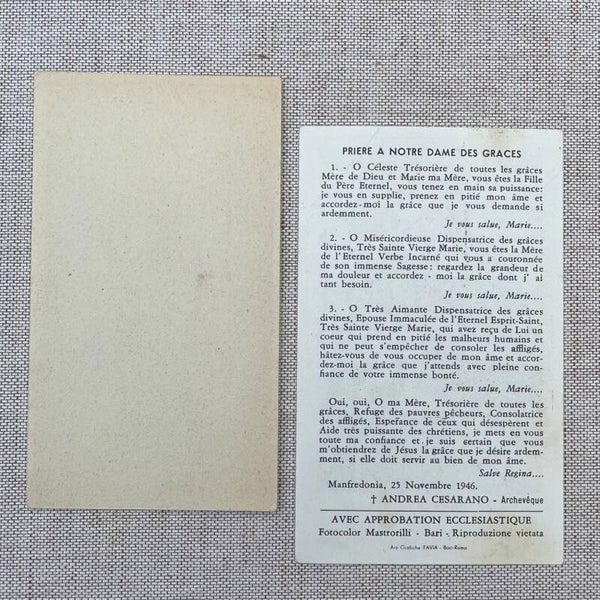 PRIERE A NOTRE DAME DES GRACES
1. - O Céleste Trésorière de toutes les grâces
Mère de Dieu et Marie ma Mère, vous êtes la Fille
du Père Eternel, vous tenez en main sa puissance:
je vous en supplie, prenez en pitié mon âme et
accordez-moi la grâce que je vous demande si
ardemment.
Je vous salue, Marie....
2. - O Miséricordieuse Dispensatrice des grâces
divines, Très Sainte Vierge Marie, vous êtes la Mère
de l'Eternel Verbe Incarné qui vous a couronnée
de son immense Sagesse: regardez la grandeur de
ma douleur et accordez - moi la grâce dont j' ai
tant besoin.
Je vous salue, Marie....
3. - O Très Aimante Dispensatrice des grâces
divines, Epouse Immaculée de l'Eternel Esprit-Saint,
Très Sainte Vierge Marie, qui avez reçu de Lui un
coeur qui prend en pitié les malheurs humains et
qui ne peut s'empêcher de consoler les affligés,
hâtez-vous de vous occuper de mon âme et accor-
dez-moi la grâce que j'attends avec pleine con-
fiance de votre immense bonté.
Je vous salue, Marie....
Oui, oui, O ma Mère, Trésorière de toutes les
grâces, Refuge des pauvres pêcheurs, Consolatrice
des affligés, Esperance de ceux qui désespèrent et
Aide très puissante des chrétiens, je mets en vous
toute ma confiance et je suis certain que vous
m'obtiendrez de Jésus la grâce que je désire ardem-
ment, si elle doit servir au bien de mon âme.
Salve Regina....
Manfredonia, 25 Novembre 1946.
† ANDREA CESARANO - Archevêque
AVEC APPROBATION ECCLESIASTIQUE
Fotocolor Mastrorilli - Bari - Riproduzione vietata
Arti Grafiche FAVIA - Bari-Roma